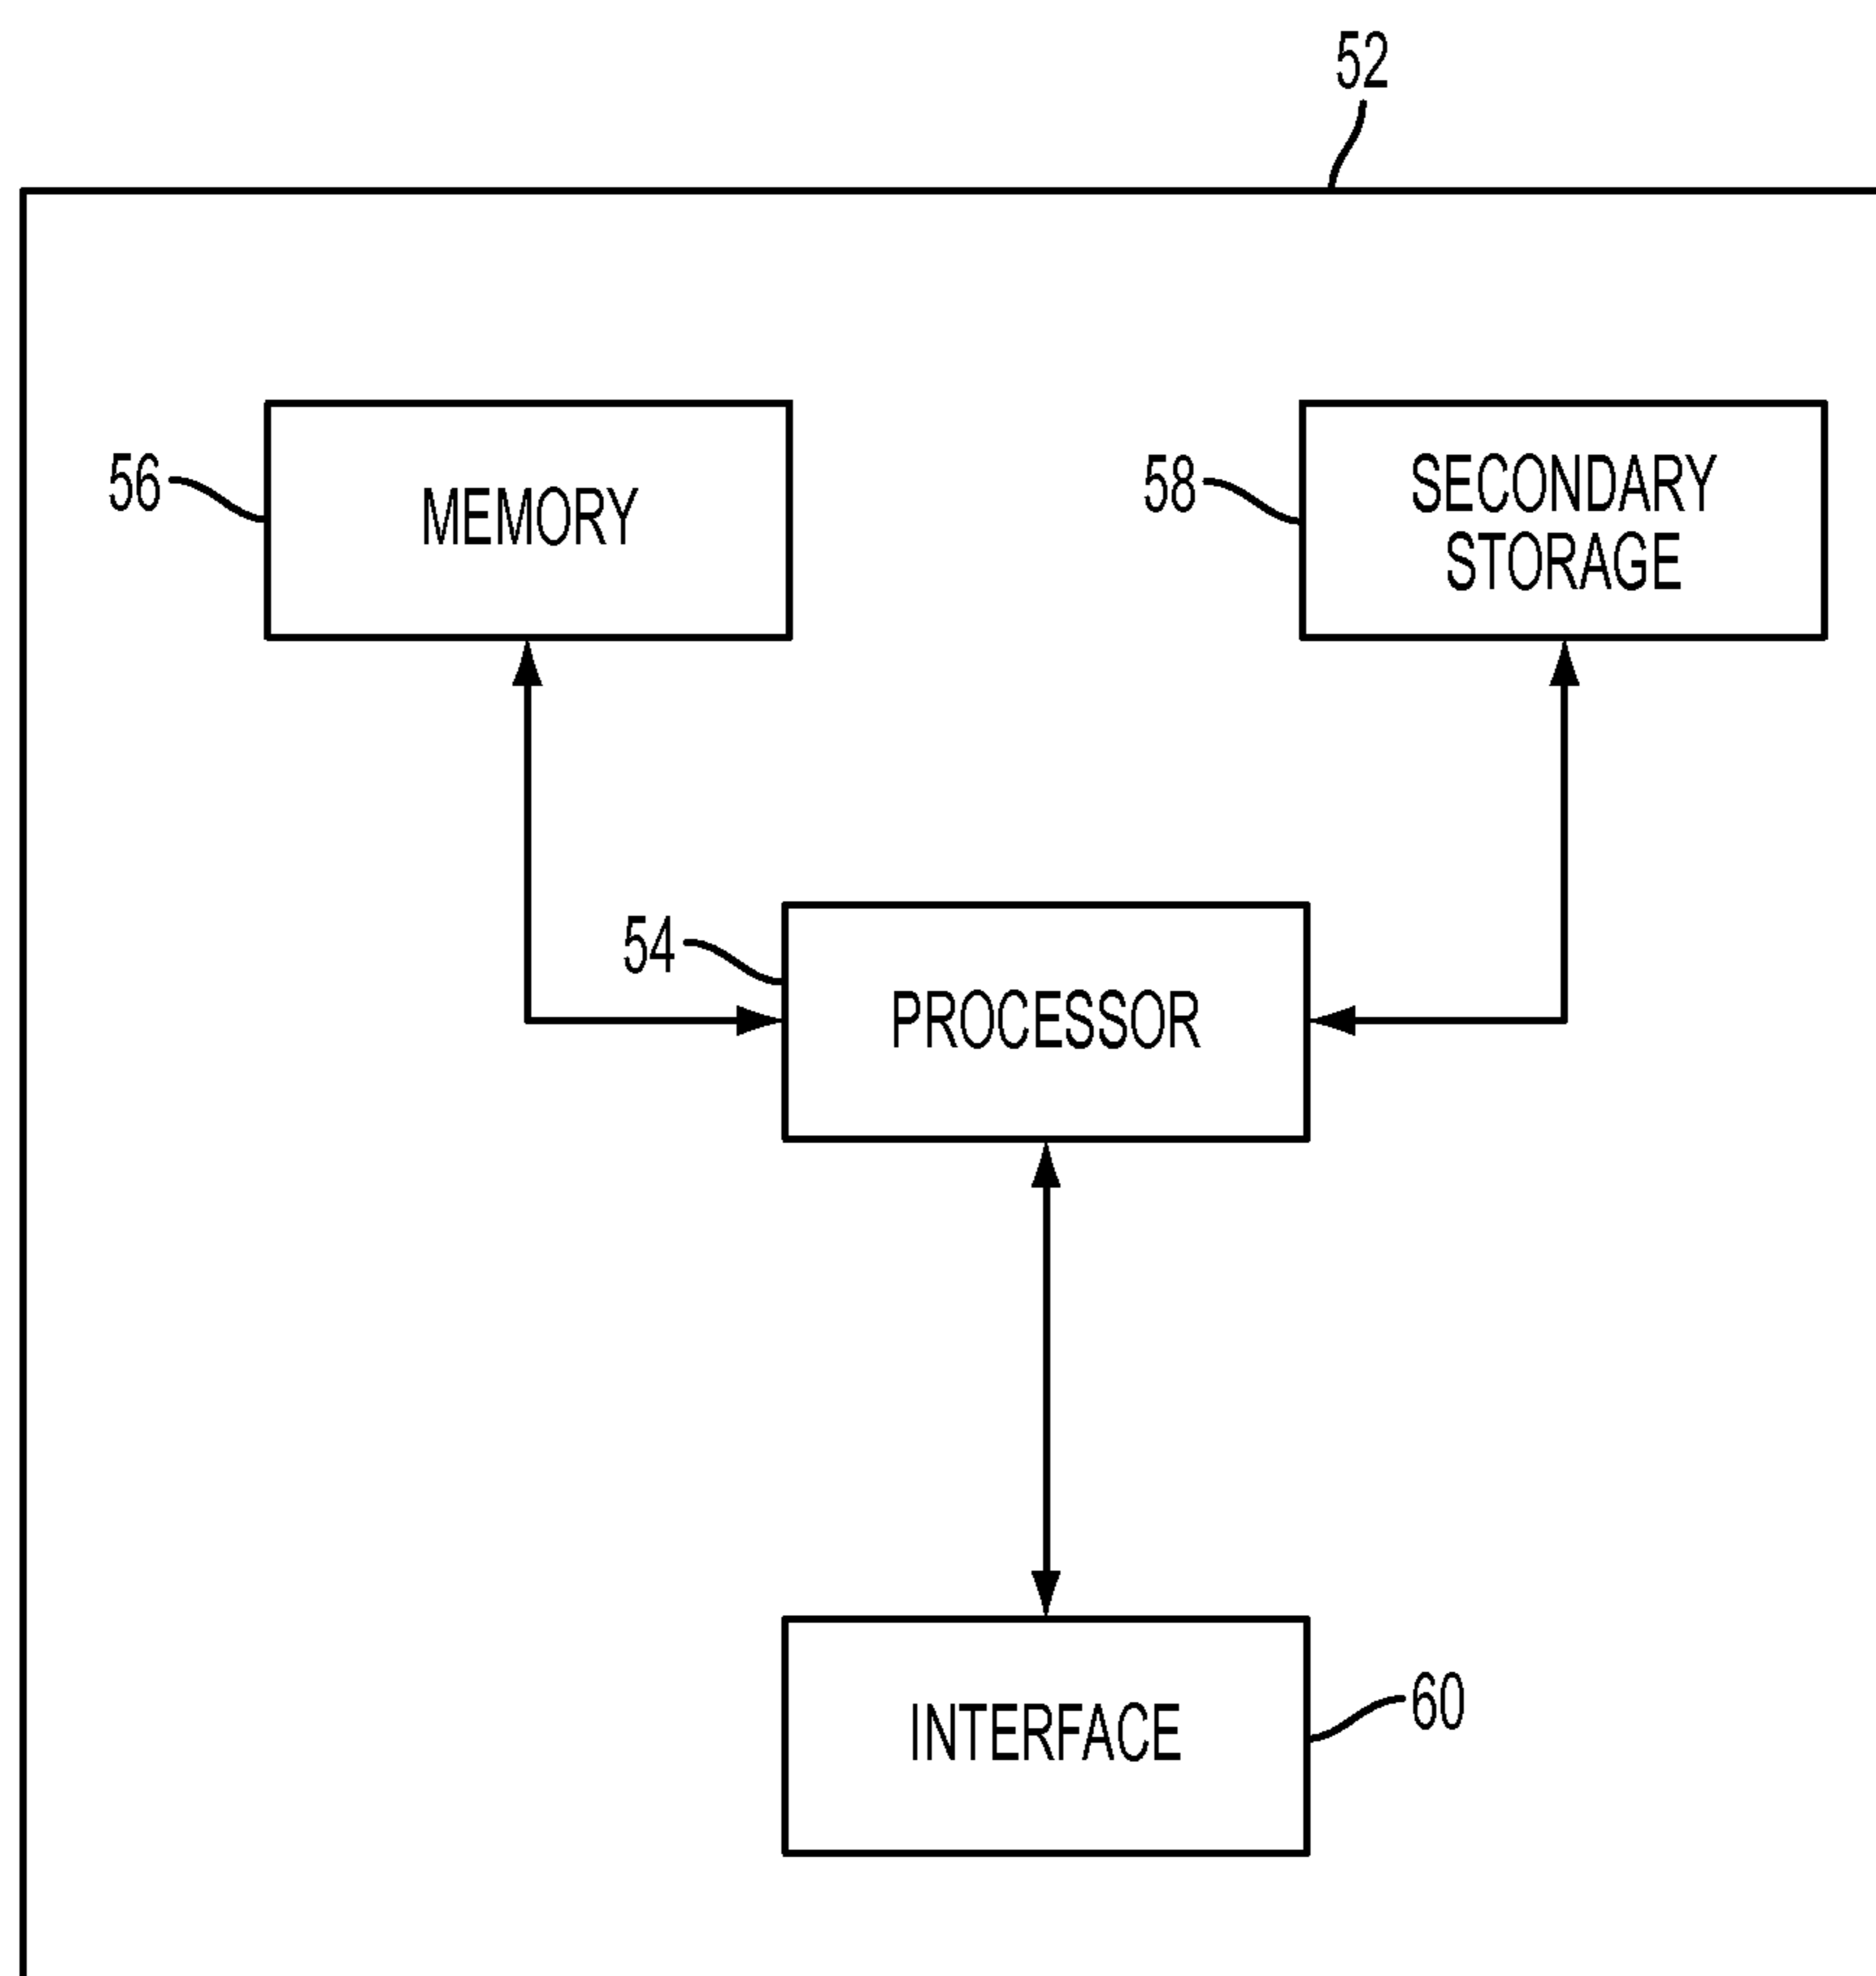 52
56
MEMORY
58
SECONDARY
STORAGE
54
PROCESSOR
INTERFACE
60